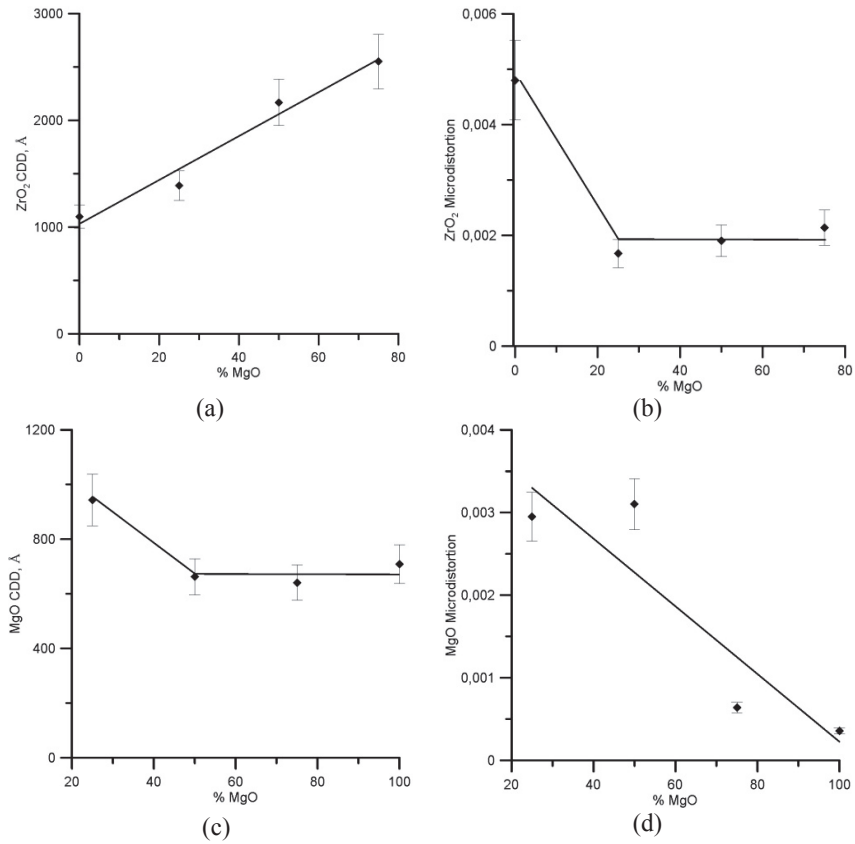 3000
2000
1000
0
ZrO2 CDD, Å
0 20 40 60 80
% MgO
(a)
0,006
0,004
0,002
0
ZrO2 Microdistortion
0 20 40 60 80
% MgO
(b)
1200
800
400
0
MgO CDD, Å
20 40 60 80 100
% MgO
(c)
0,004
0,003
0,002
0,001
0
MgO Microdistortion
20 40 60 80 100
% MgO
(d)